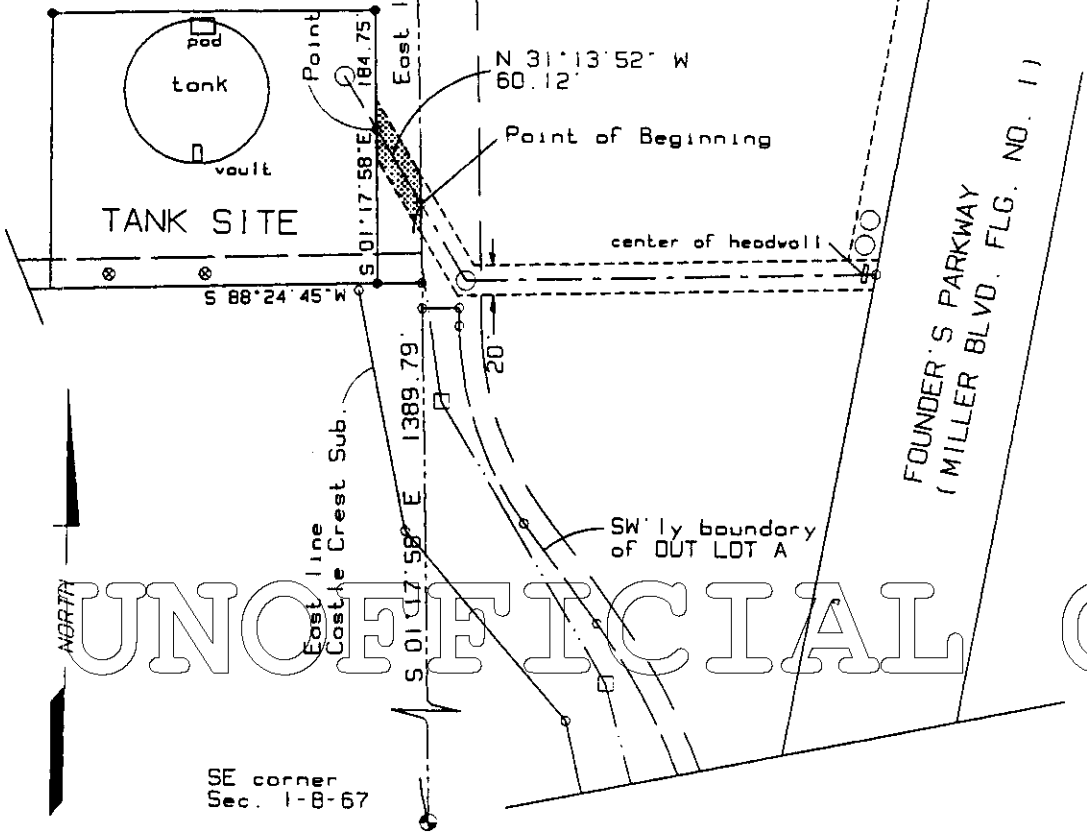 pad
tank
vault
TANK SITE
Point
184.75'
S 01°17'58"E
East
N 31°13'52" W
60.12'
Point of Beginning
center of headwall
S 88°24'45"W
20'
1389.79'
S 01°17'58" E
East line
Castle Crest Sub.
SW'ly boundary
of OUT LOT A
FOUNDER'S PARKWAY
(MILLER BLVD. FLG. NO. 1)
NORTH
UNOFFICIAL
SE corner
Sec. 1-8-67